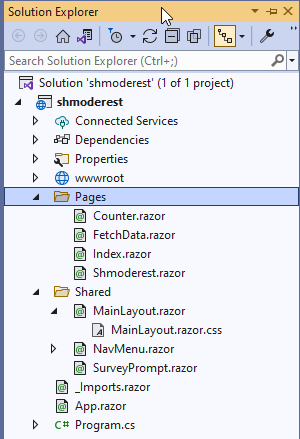 Solution Explorer
Search Solution Explorer (Ctrl+;)
Solution 'shmoderest' (1 of 1 project)
shmoderest
Connected Services
Dependencies
Properties
wwwroot
Pages
Counter.razor
FetchData.razor
Index.razor
Shmoderest.razor
Shared
MainLayout.razor
MainLayout.razor.css
NavMenu.razor
SurveyPrompt.razor
_Imports.razor
App.razor
C# Program.cs